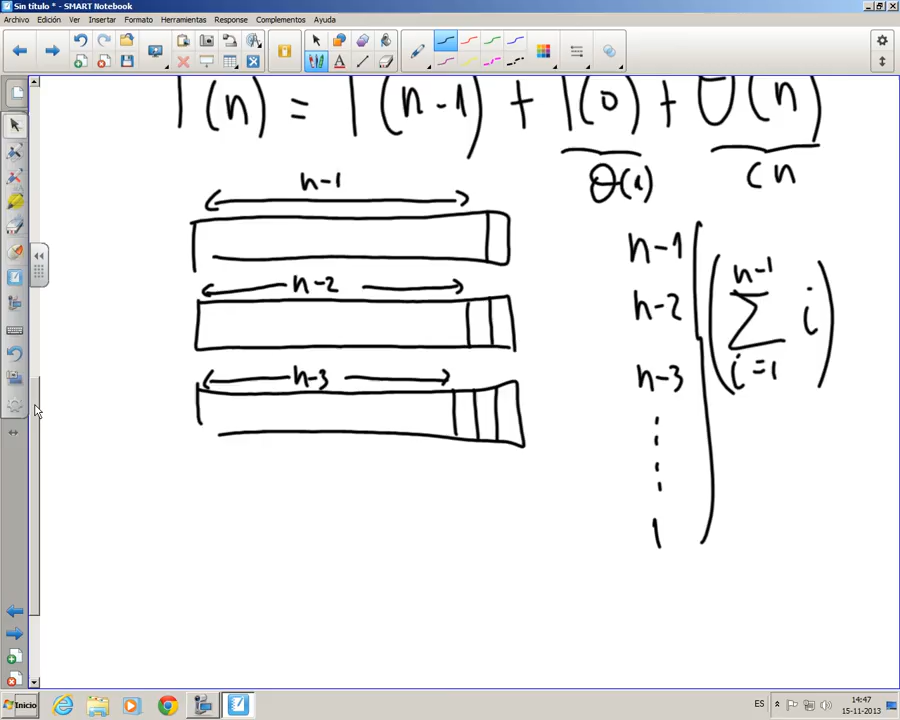 Sin título * - SMART Notebook
Archivo Edición Ver Insertar Formato Herramientas Response Complementos Ayuda
T(n) = T(n-1) + T(0) + Θ(n)
Θ(1) cn
n-1
n-2
n-3
n-1
n-2
n-3
⋮
1
( n-1
∑ i )
i=1
Inicio
ES
14:47
15-11-2013